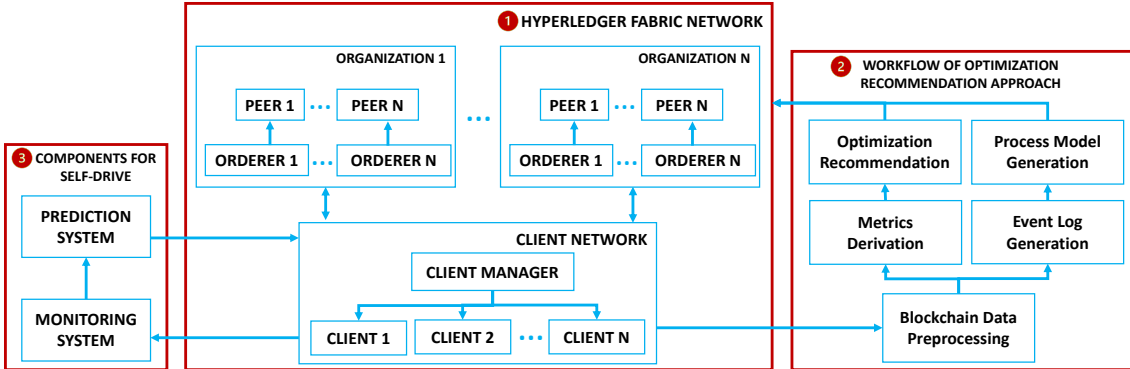 1 HYPERLEDGER FABRIC NETWORK
ORGANIZATION 1
PEER 1 ... PEER N
ORDERER 1 ... ORDERER N
...
ORGANIZATION N
PEER 1 ... PEER N
ORDERER 1 ... ORDERER N
CLIENT NETWORK
CLIENT MANAGER
CLIENT 1
CLIENT 2 ... CLIENT N
2 WORKFLOW OF OPTIMIZATION
RECOMMENDATION APPROACH
Optimization
Recommendation
Process Model
Generation
Metrics
Derivation
Event Log
Generation
Blockchain Data
Preprocessing
3 COMPONENTS FOR
SELF-DRIVE
PREDICTION
SYSTEM
MONITORING
SYSTEM